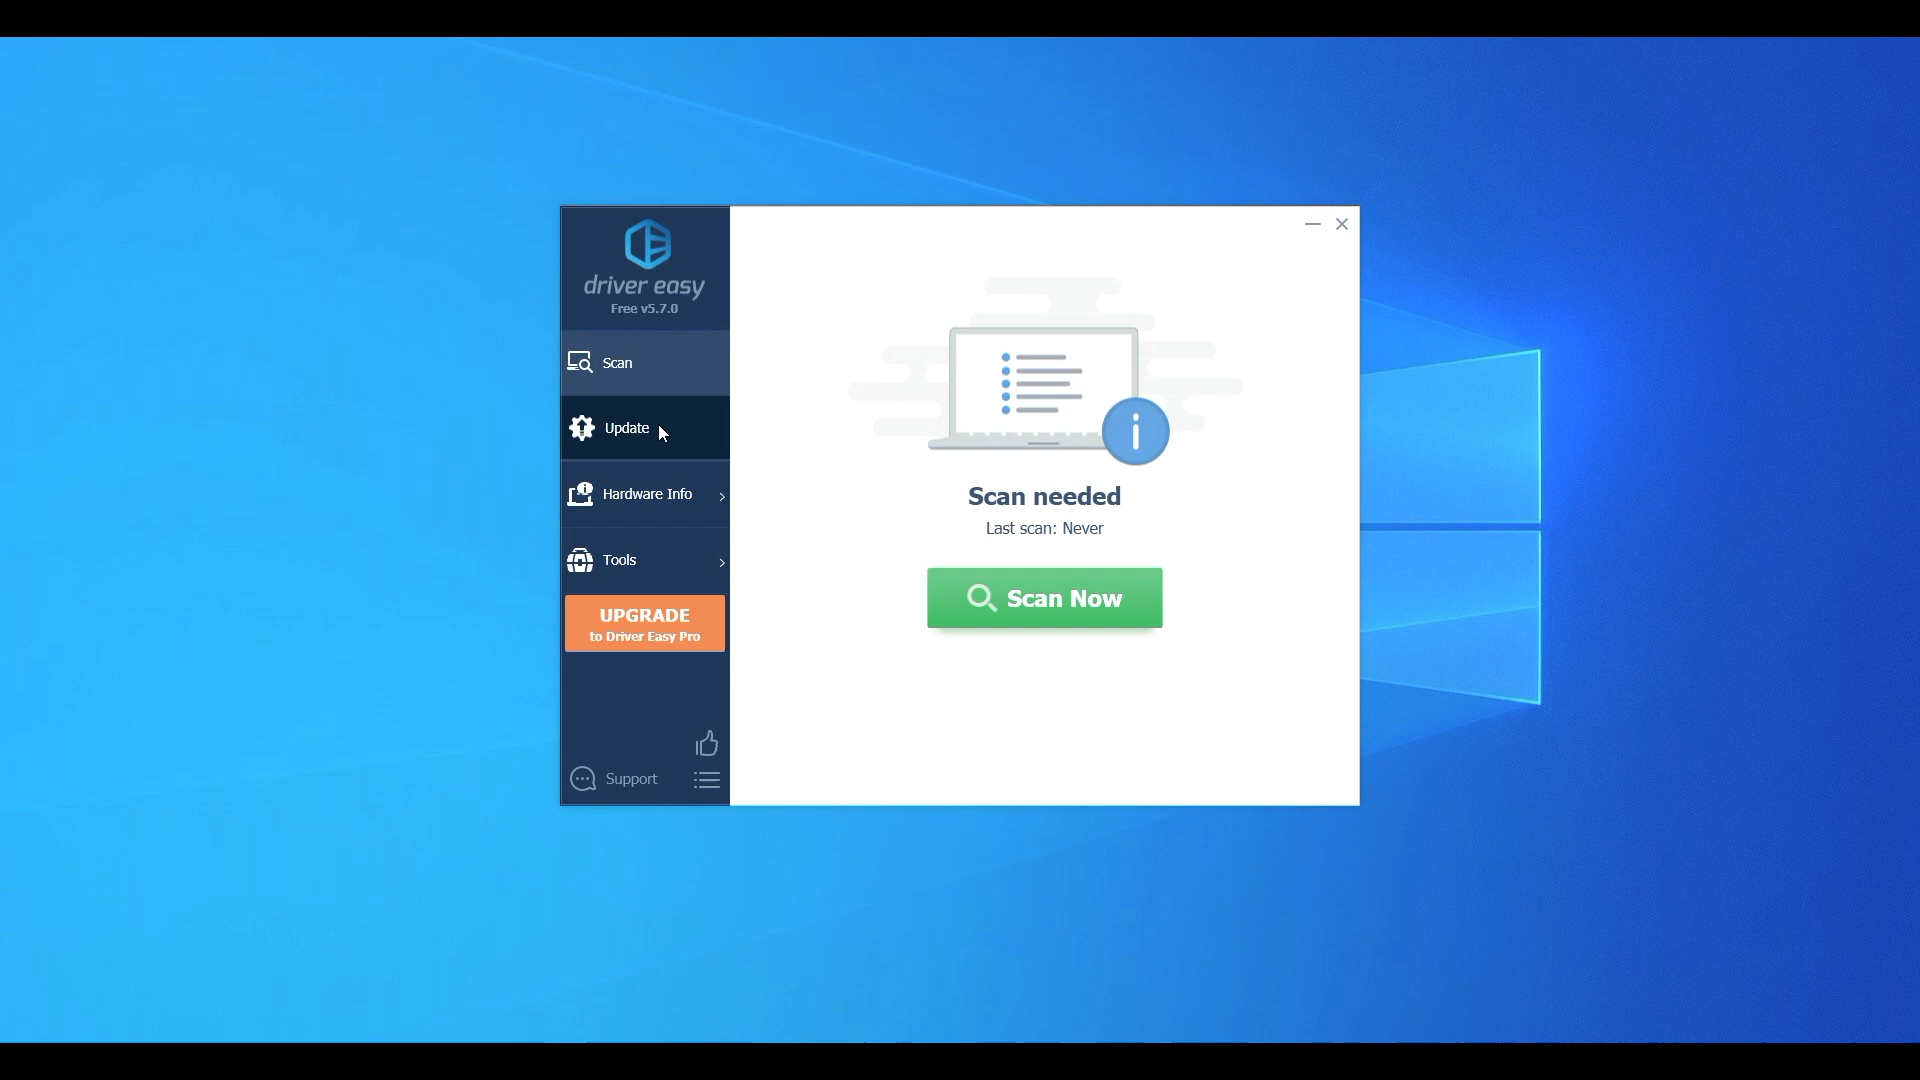 driver easy
Free v5.7.0
Scan
Update
Hardware Info
Tools
UPGRADE
to Driver Easy Pro
Support
Scan needed
Last scan: Never
Scan Now